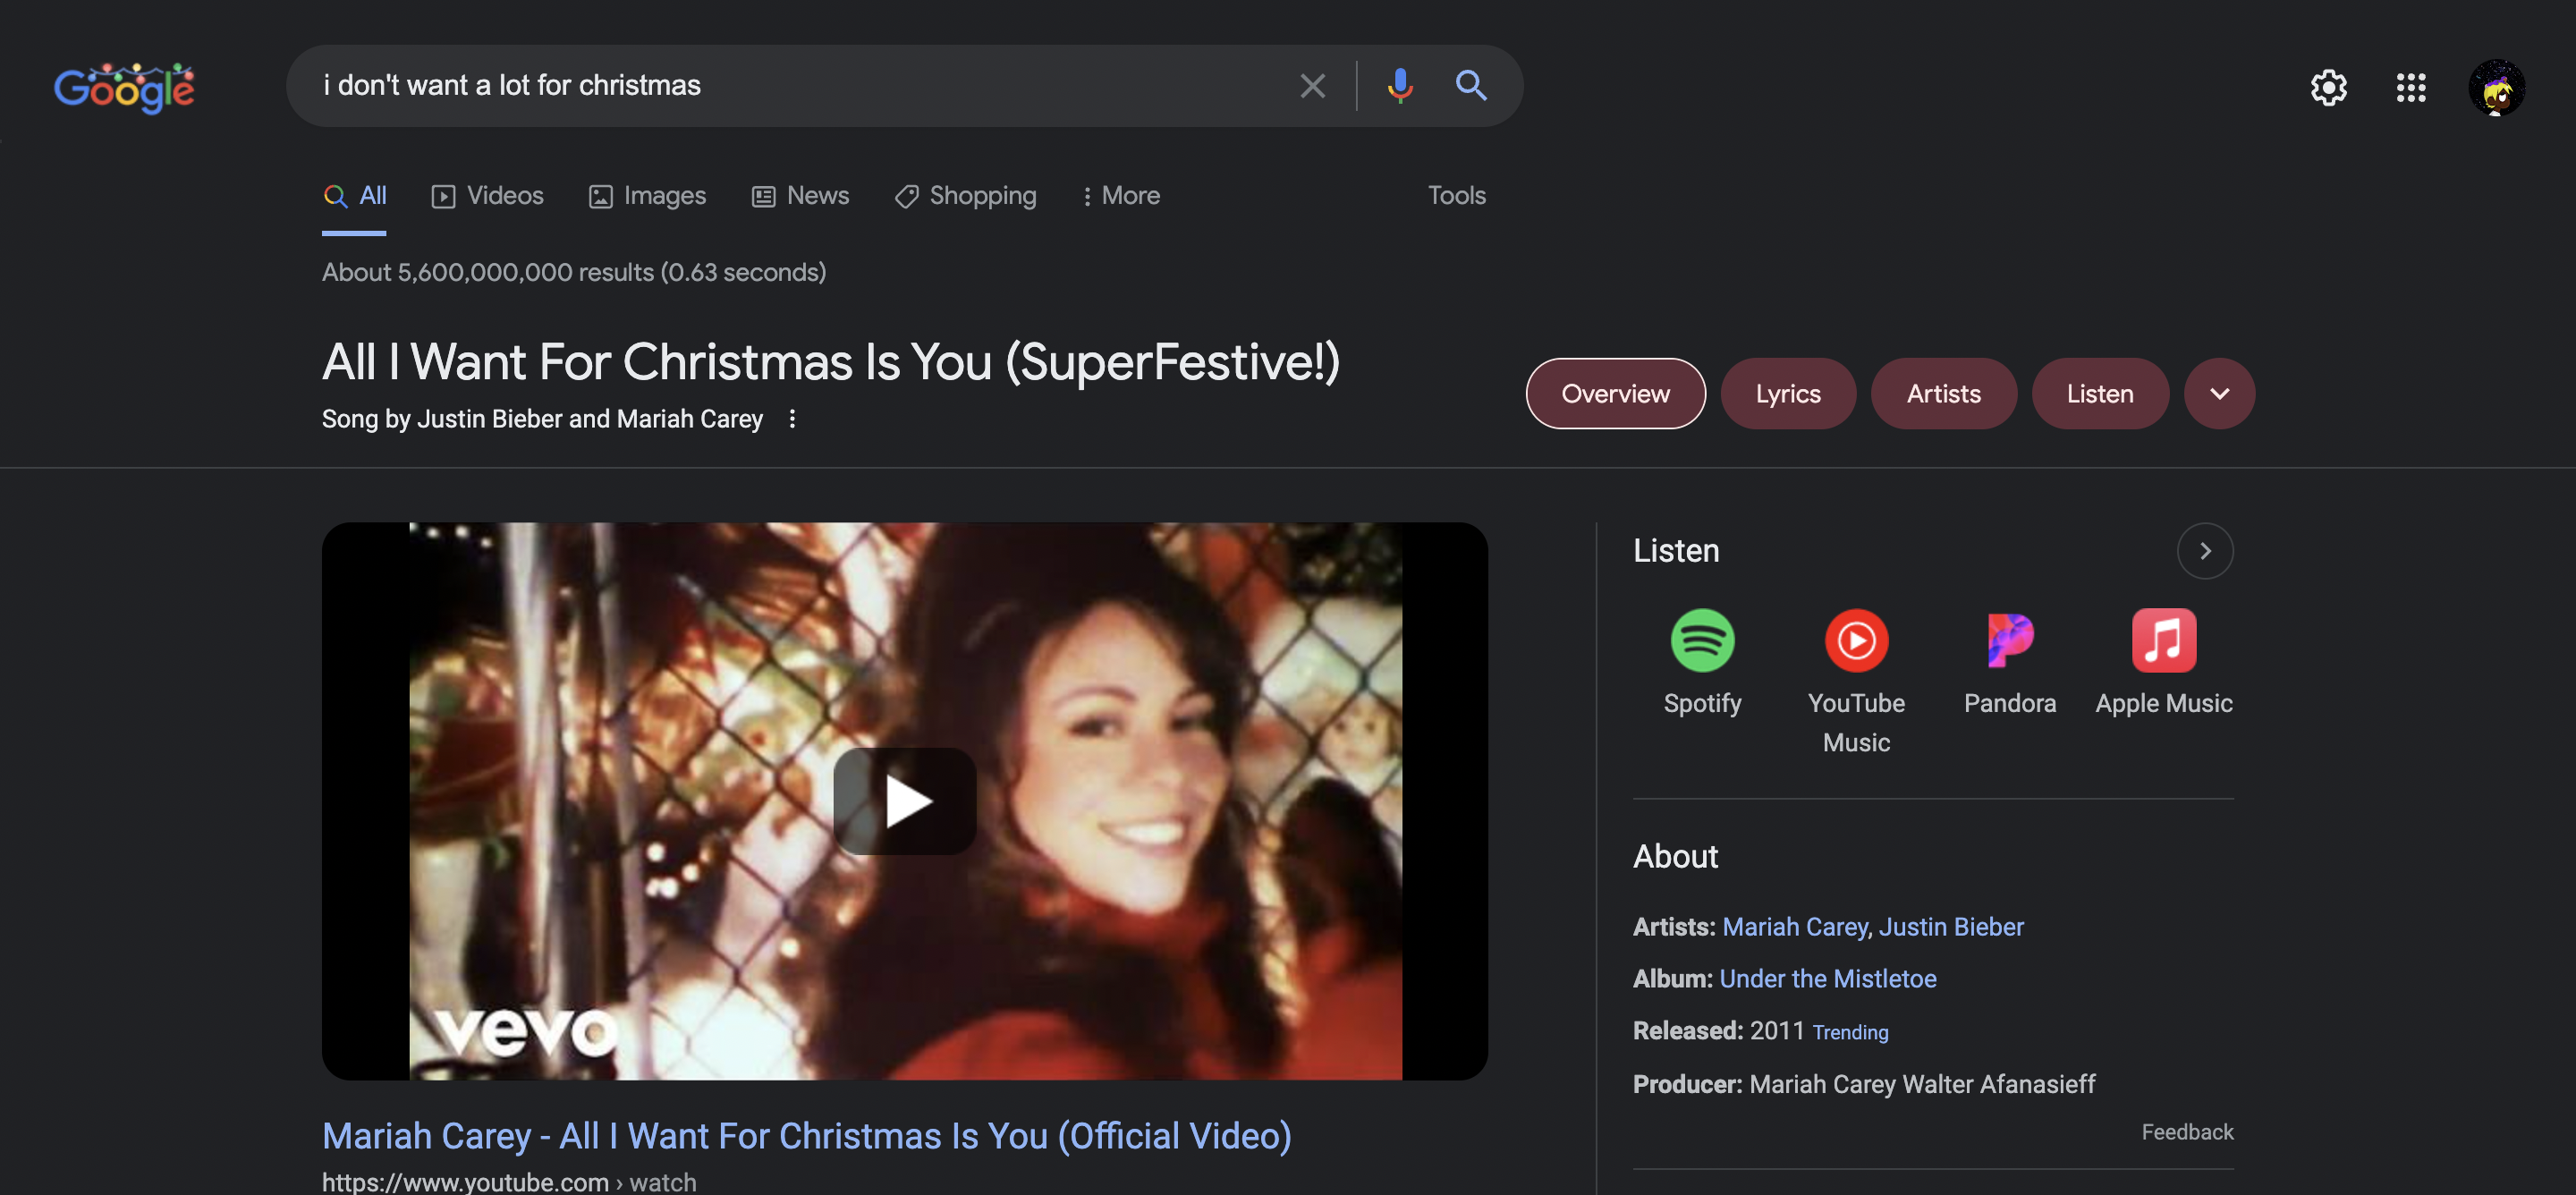 Google
i don't want a lot for christmas
All
Videos
Images
News
Shopping
More
Tools
About 5,600,000,000 results (0.63 seconds)
All I Want For Christmas Is You (SuperFestive!)
Song by Justin Bieber and Mariah Carey
Overview
Lyrics
Artists
Listen
vevo
Mariah Carey - All I Want For Christmas Is You (Official Video)
https://www.youtube.com › watch
Listen
Spotify
YouTube
Music
Pandora
Apple Music
About
Artists: Mariah Carey, Justin Bieber
Album: Under the Mistletoe
Released: 2011 Trending
Producer: Mariah Carey Walter Afanasieff
Feedback